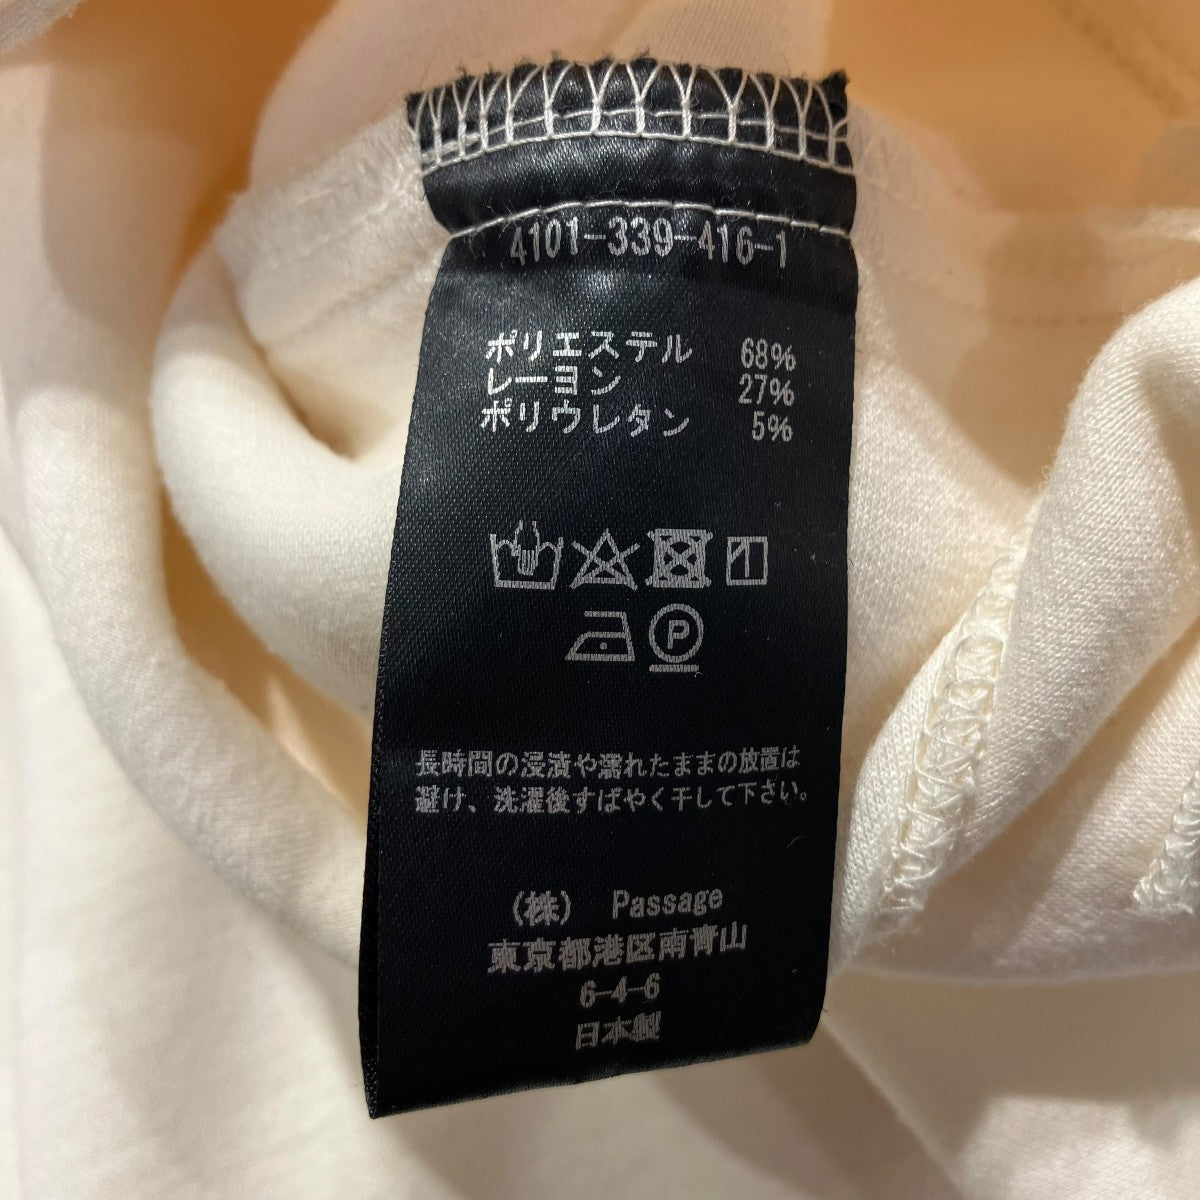 4101-339-416-1
ポリエステル 68%
レーヨン 27%
ポリウレタン 5%
P
長時間の浸漬や濡れたままの放置は
避け、洗濯後すばやく干して下さい。
(株) Passage
東京都港区南青山
6-4-6
日本製